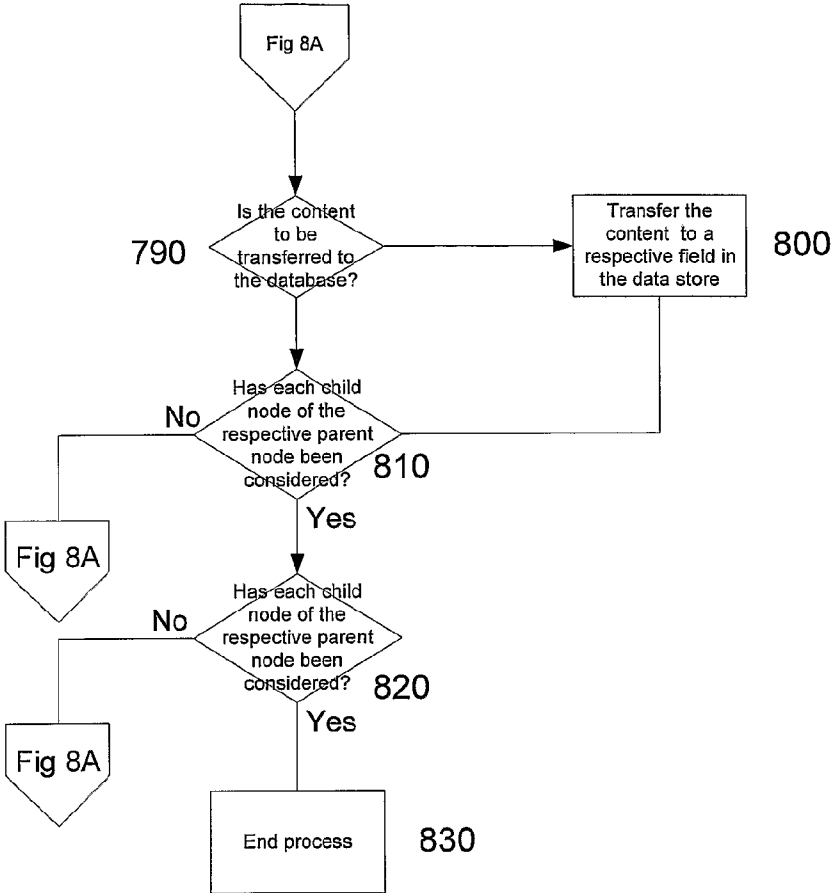 Fig 8A
Is the content
to be
transferred to
the database?
790
Transfer the
content to a
respective field in
the data store
800
Has each child
node of the
respective parent
node been
considered?
810
No
Yes
Fig 8A
Has each child
node of the
respective parent
node been
considered?
820
No
Yes
Fig 8A
End process
830